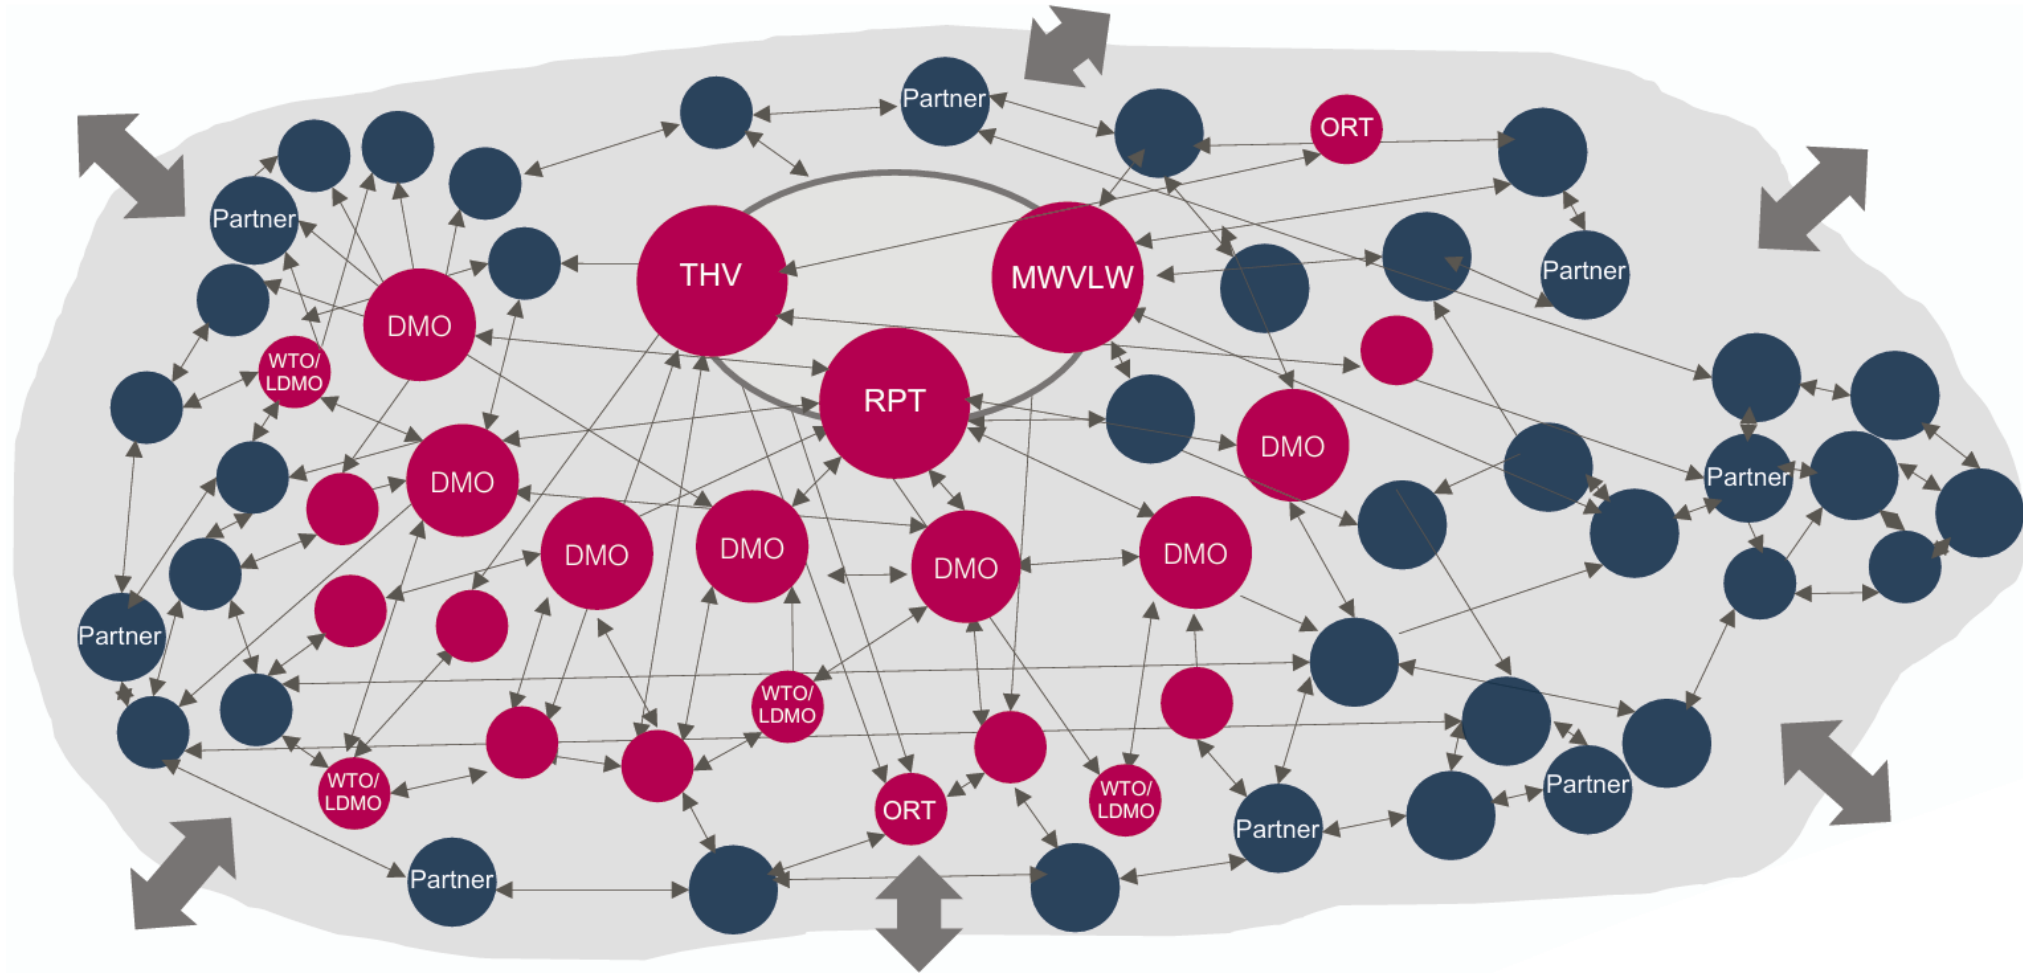 Partner
ORT
Partner
THV
MWVLW
Partner
DMO
WTO/
LDMO
RPT
DMO
Partner
DMO
DMO
DMO
DMO
DMO
Partner
WTO/
LDMO
WTO/
LDMO
ORT
WTO/
LDMO
Partner
Partner
Partner